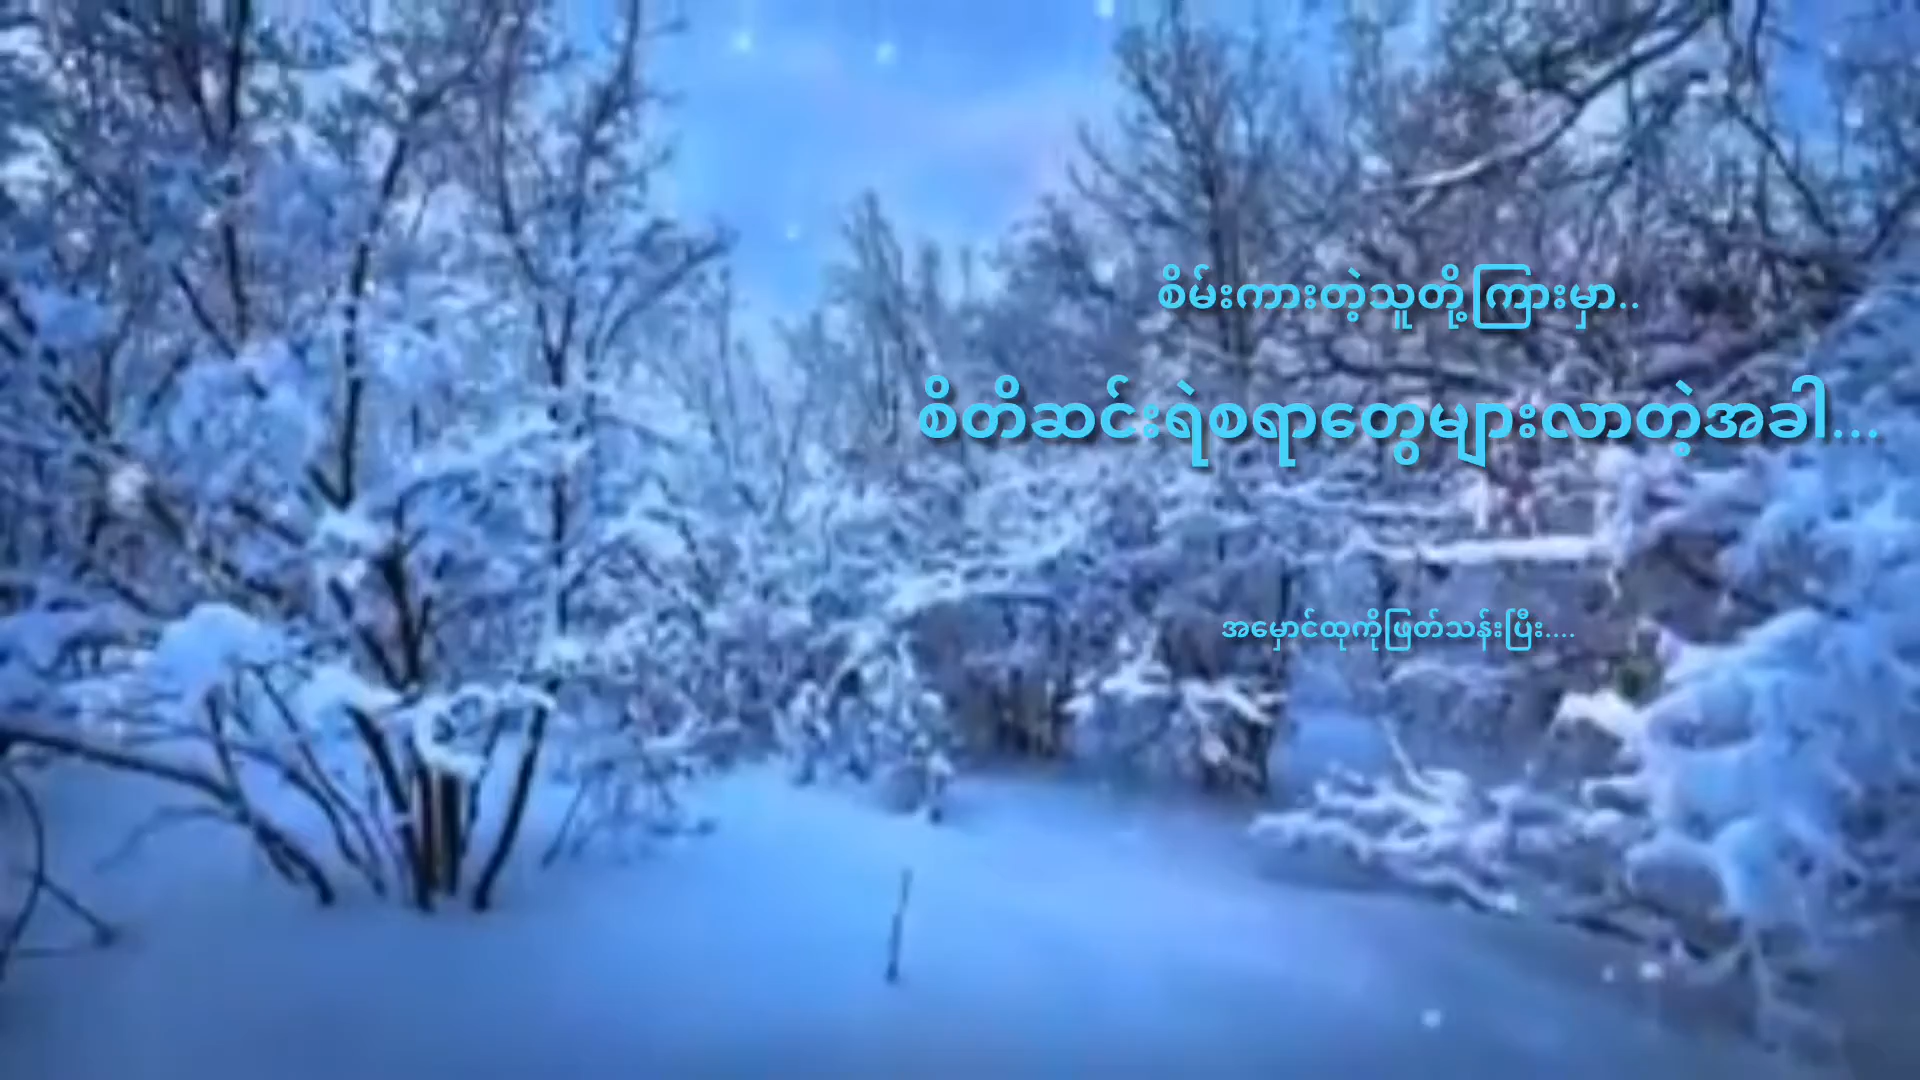 စိမ်းကားတဲ့သူတို့ကြားမှာ..
စိတိဆင်းရဲစရာတွေများလာတဲ့အခါ...
အမှောင်ထုကိုဖြတ်သန်းပြီး....